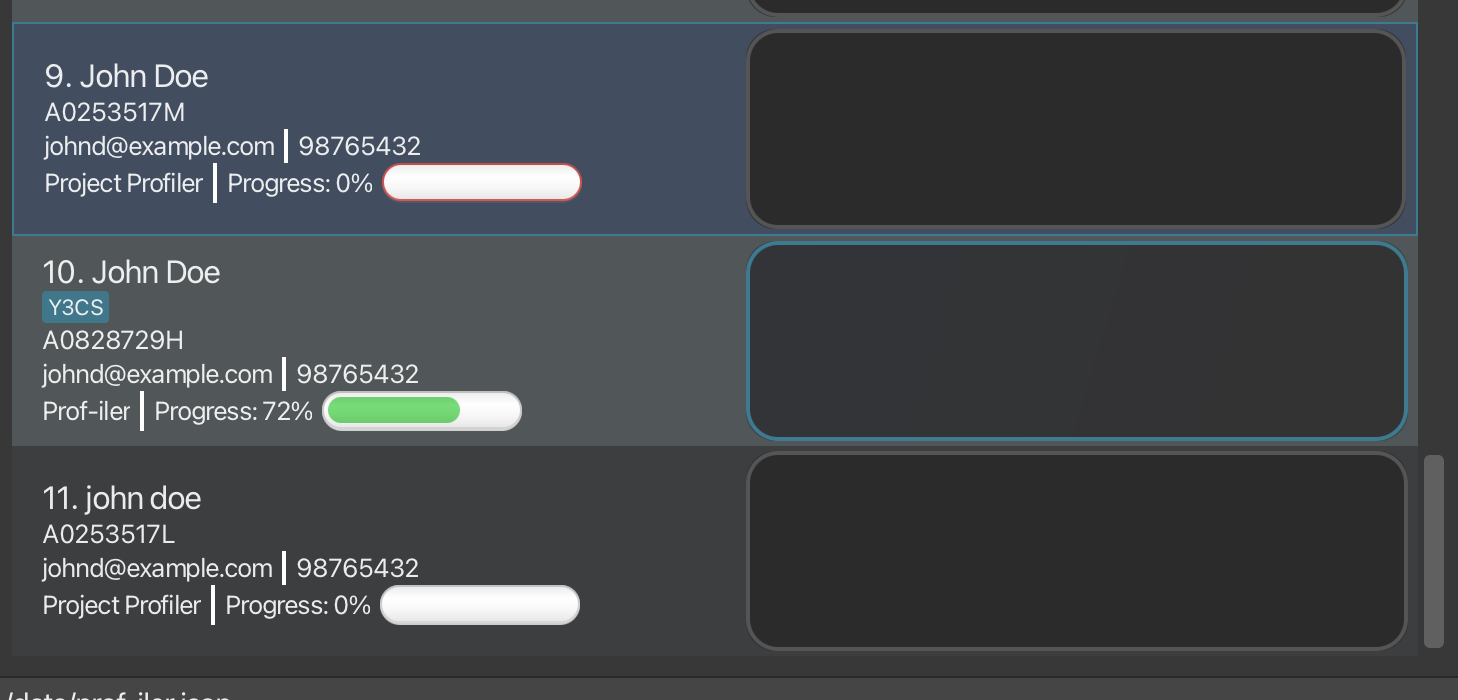 9. John Doe
A0253517M
johnd@example.com | 98765432
Project Profiler | Progress: 0%
10. John Doe
Y3CS
A0828729H
johnd@example.com | 98765432
Prof-iler | Progress: 72%
11. john doe
A0253517L
johnd@example.com | 98765432
Project Profiler | Progress: 0%